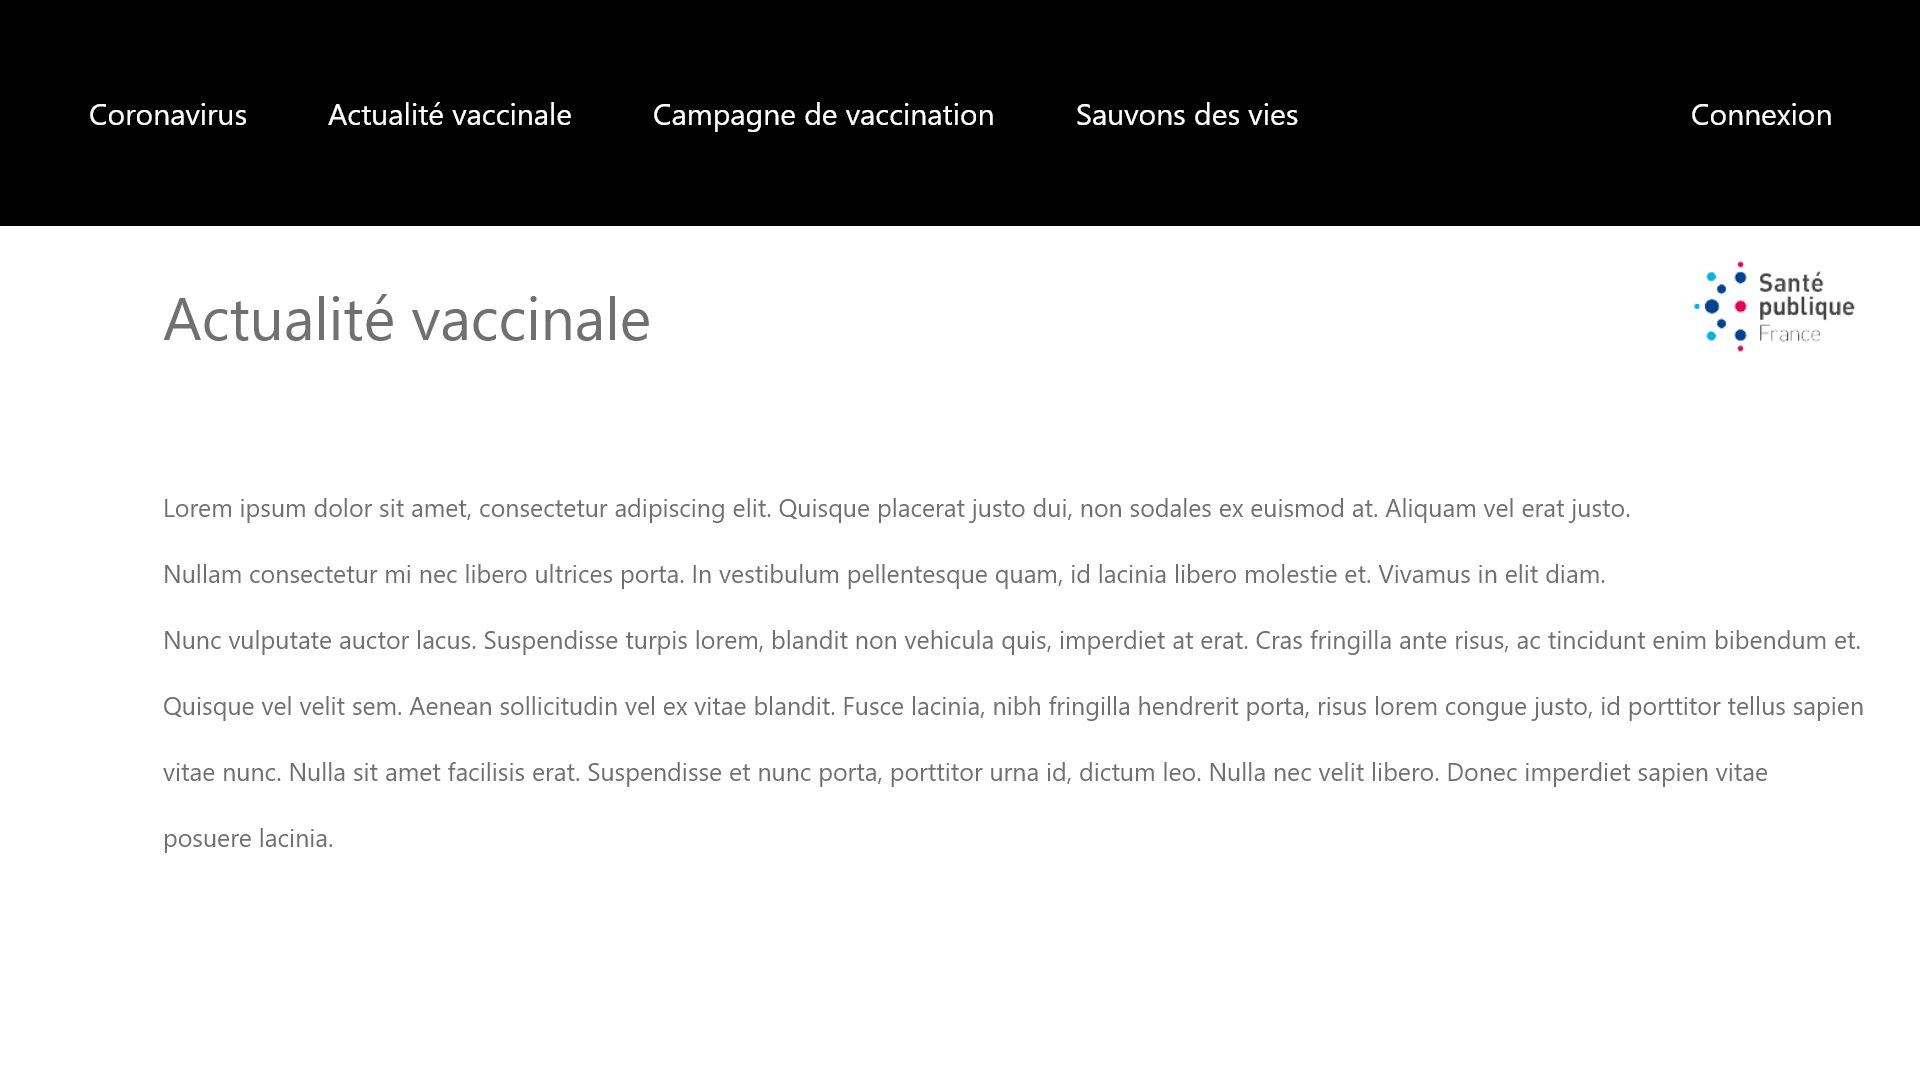 Coronavirus Actualité vaccinale Campagne de vaccination Sauvons des vies Connexion
Actualité vaccinale
Santé
publique
France
Lorem ipsum dolor sit amet, consectetur adipiscing elit. Quisque placerat justo dui, non sodales ex euismod at. Aliquam vel erat justo.
Nullam consectetur mi nec libero ultrices porta. In vestibulum pellentesque quam, id lacinia libero molestie et. Vivamus in elit diam.
Nunc vulputate auctor lacus. Suspendisse turpis lorem, blandit non vehicula quis, imperdiet at erat. Cras fringilla ante risus, ac tincidunt enim bibendum et.
Quisque vel velit sem. Aenean sollicitudin vel ex vitae blandit. Fusce lacinia, nibh fringilla hendrerit porta, risus lorem congue justo, id porttitor tellus sapien
vitae nunc. Nulla sit amet facilisis erat. Suspendisse et nunc porta, porttitor urna id, dictum leo. Nulla nec velit libero. Donec imperdiet sapien vitae
posuere lacinia.